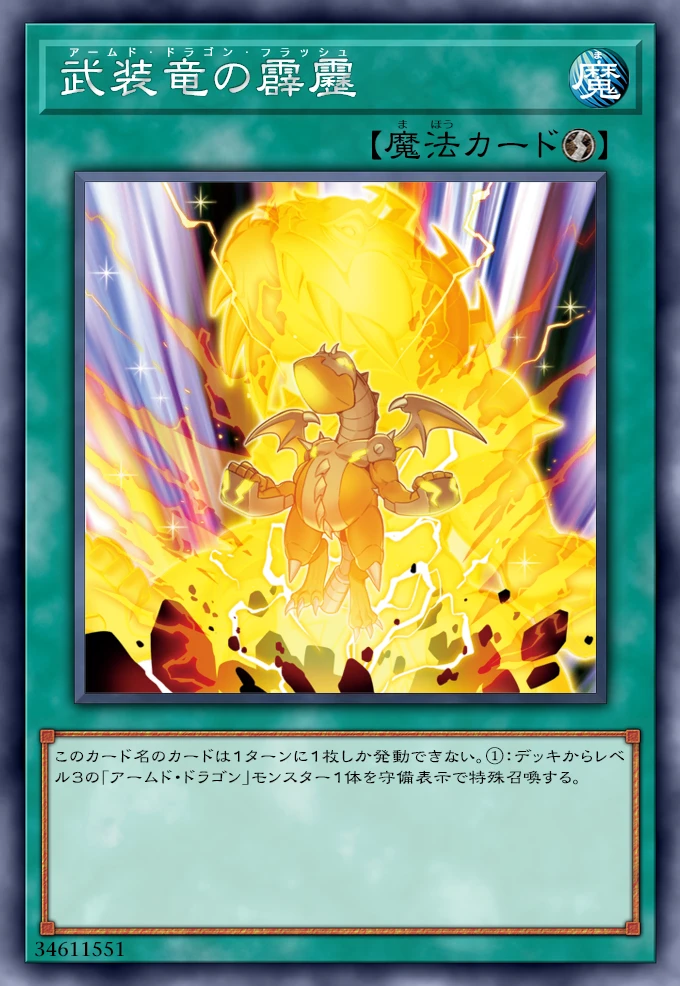 アームド・ドラゴン・フラッシュ
武装竜の霹靂
魔
ま
まほう
【魔法カード】
このカード名のカードは1ターンに1枚しか発動できない。①:デッキからレベ
ル3の「アームド・ドラゴン」モンスター1体を守備表示で特殊召喚する。
34611551